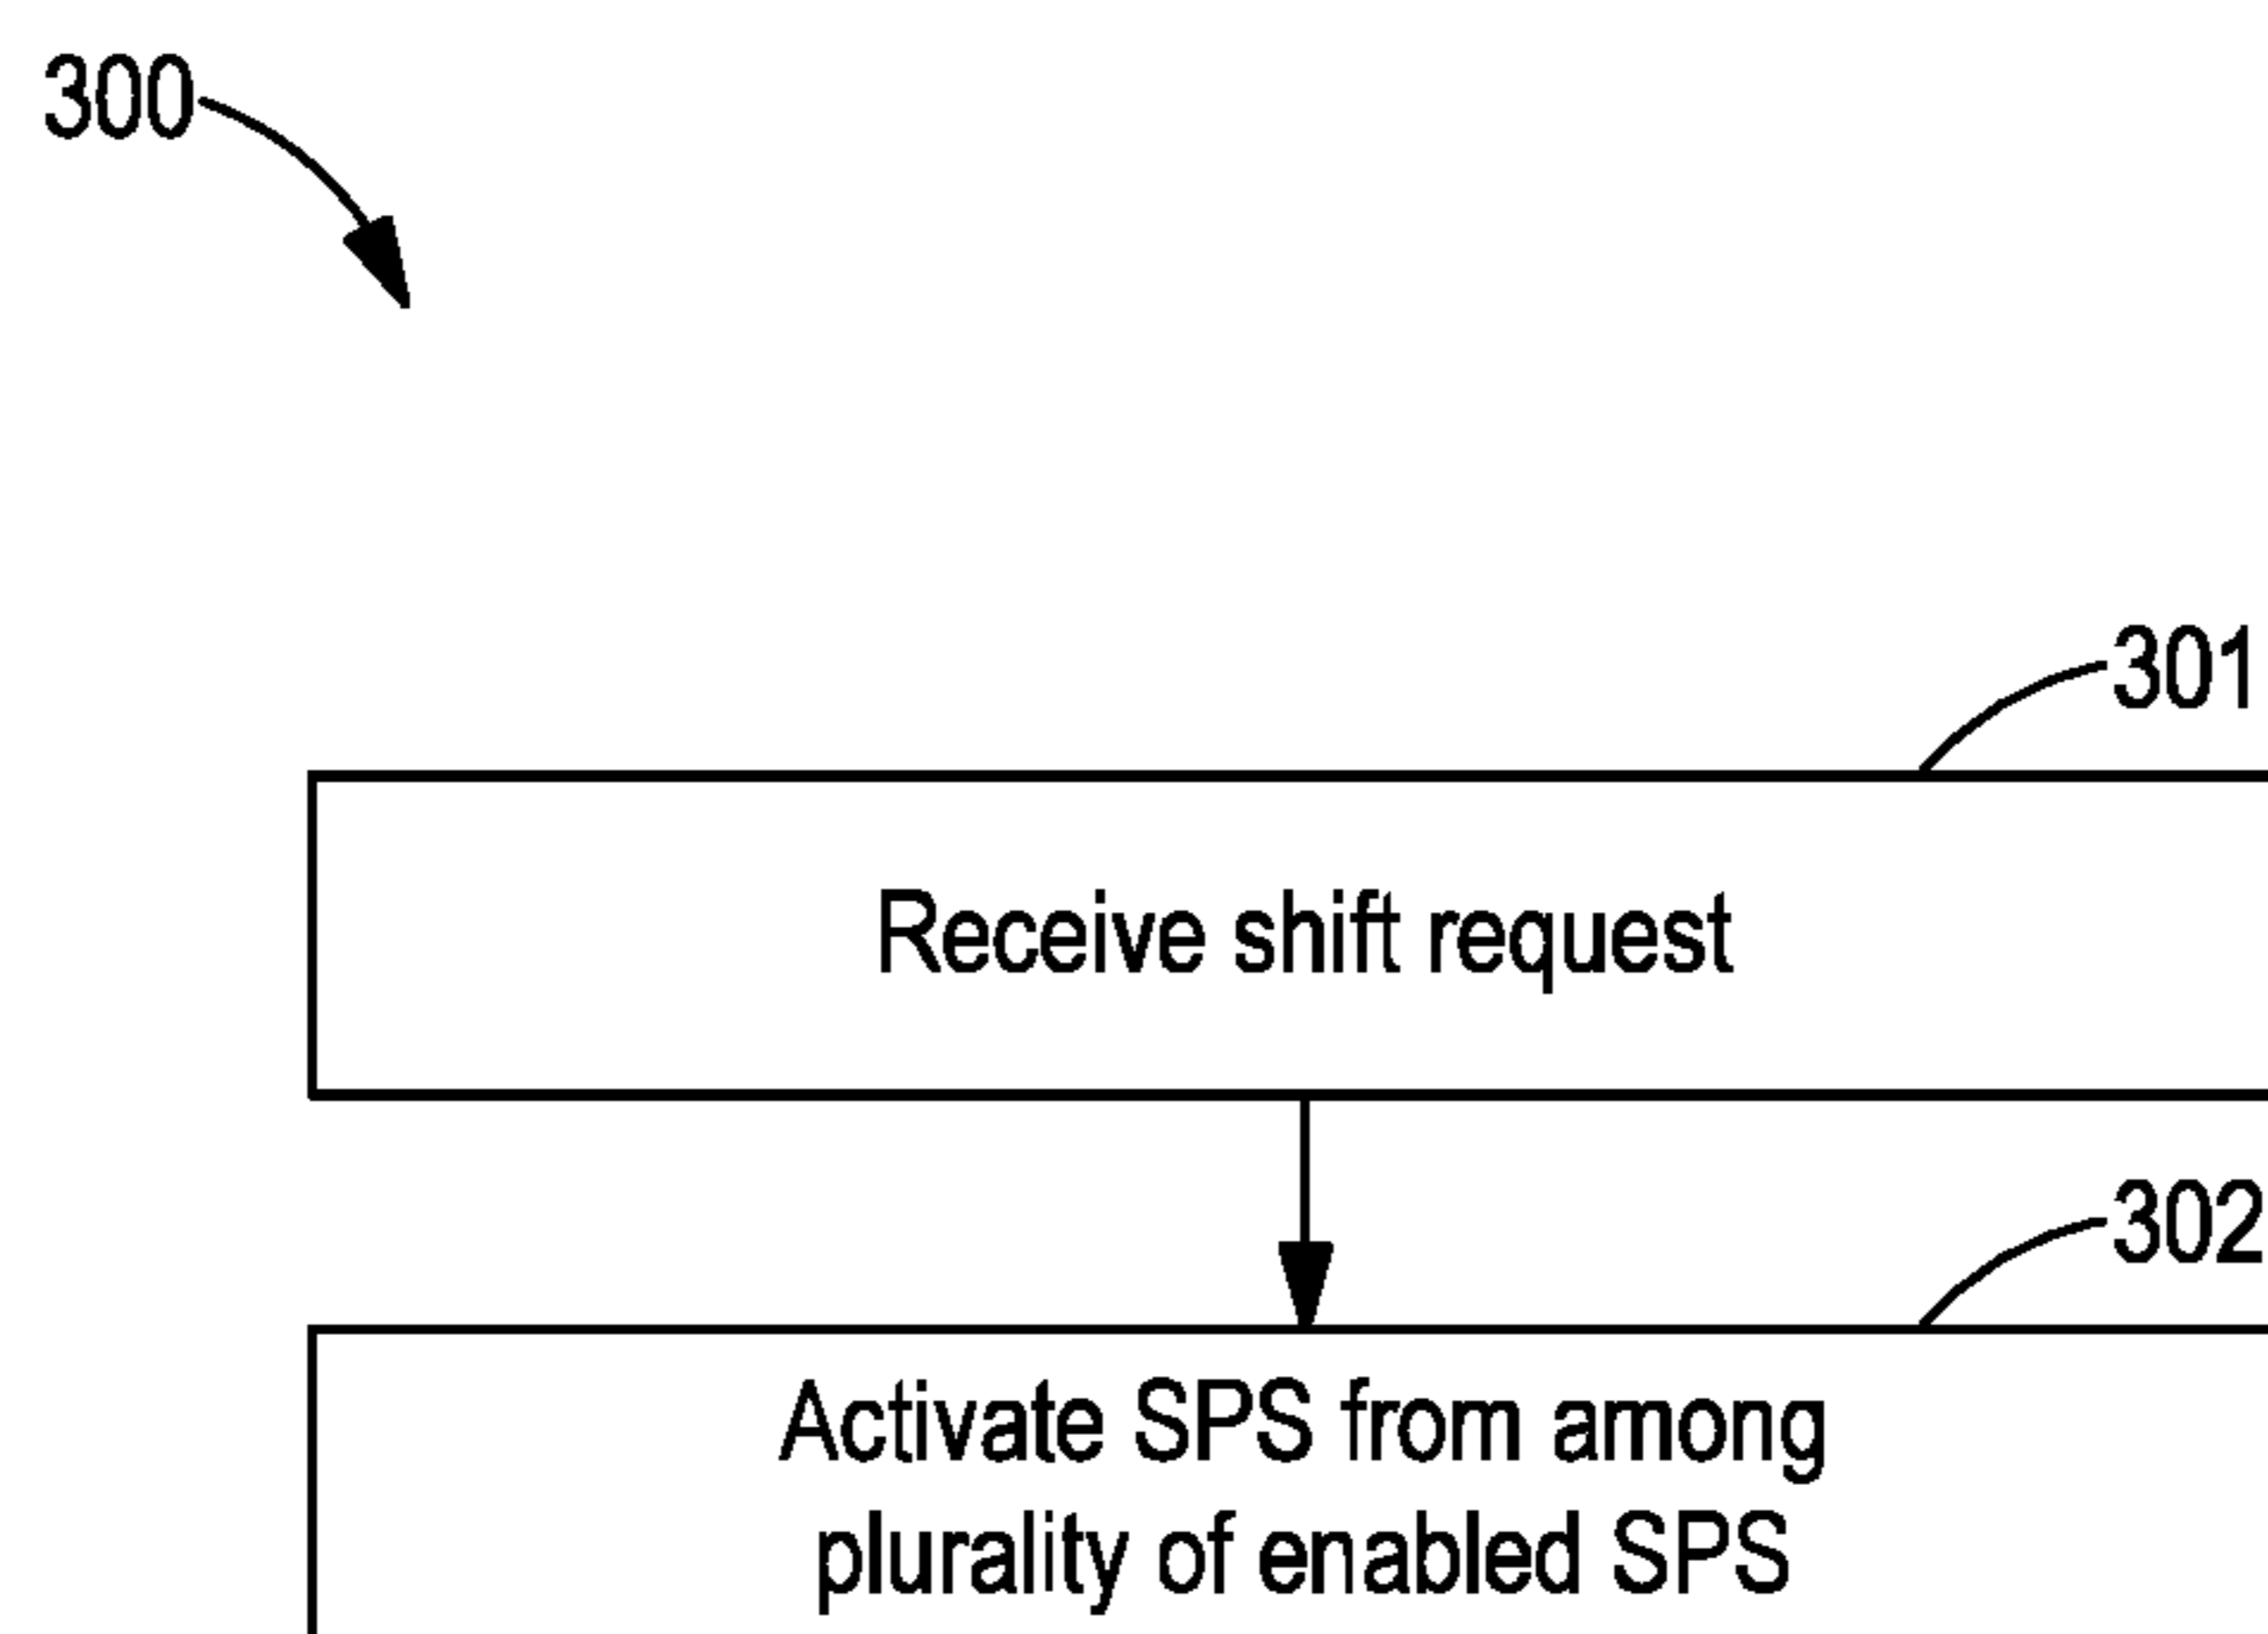 300
301
Receive shift request
302
Activate SPS from among
plurality of enabled SPS